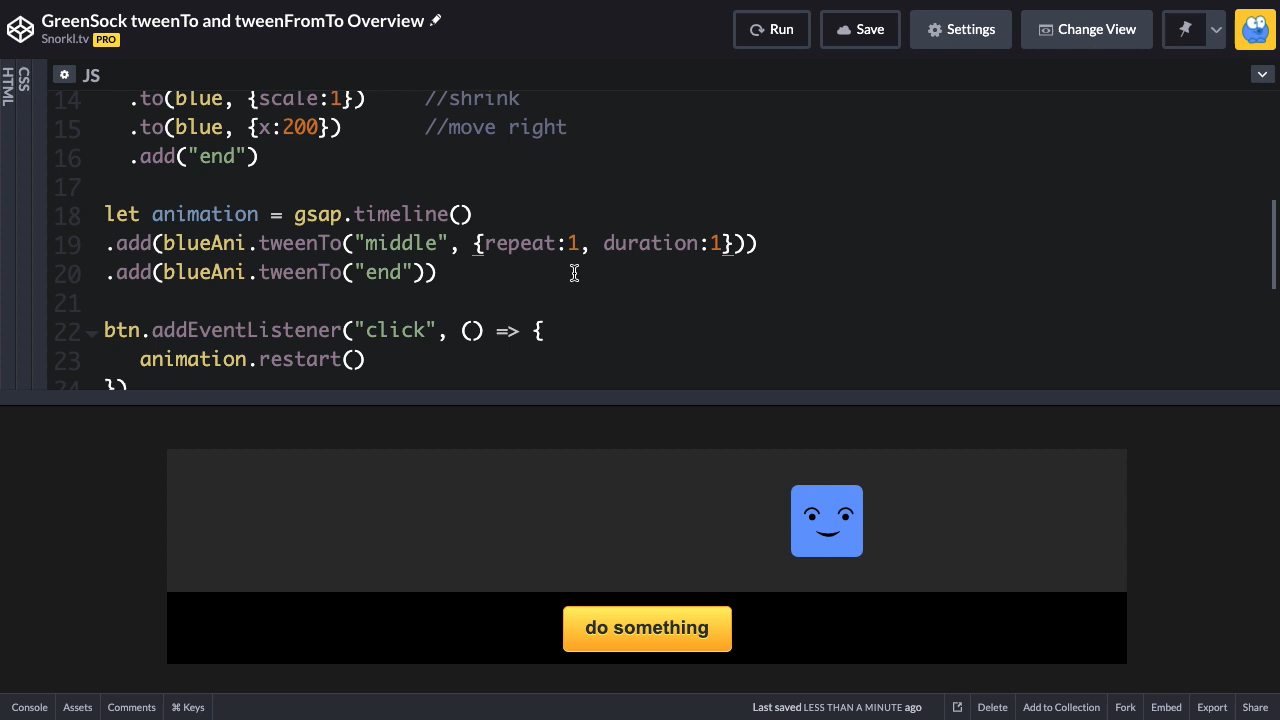 GreenSock tweenTo and tweenFromTo Overview
Snorkl.tv PRO
Run
Save
Settings
Change View
HTML
CSS
JS
14 .to(blue, {scale:1}) //shrink
15 .to(blue, {x:200}) //move right
16 .add("end")
17
18 let animation = gsap.timeline()
19 .add(blueAni.tweenTo("middle", {repeat:1, duration:1}))
20 .add(blueAni.tweenTo("end"))
21
22 btn.addEventListener("click", () => {
23 animation.restart()
24 })
do something
Console Assets Comments ⌘ Keys Last saved LESS THAN A MINUTE ago Delete Add to Collection Fork Embed Export Share